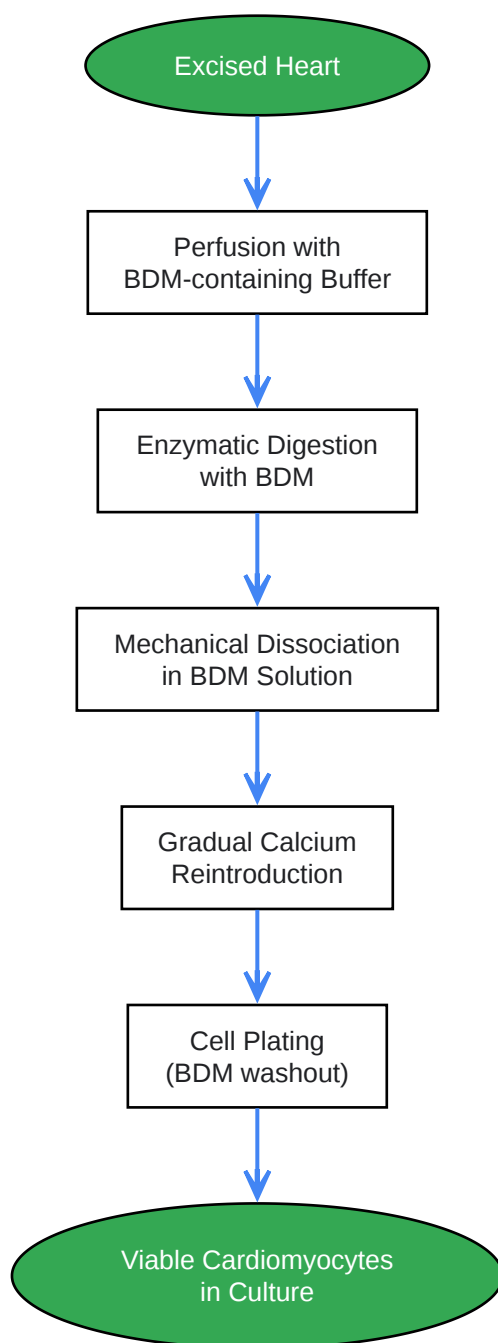 Excised Heart
Perfusion with
BDM-containing Buffer
Enzymatic Digestion
with BDM
Mechanical Dissociation
in BDM Solution
Gradual Calcium
Reintroduction
Cell Plating
(BDM washout)
Viable Cardiomyocytes
in Culture